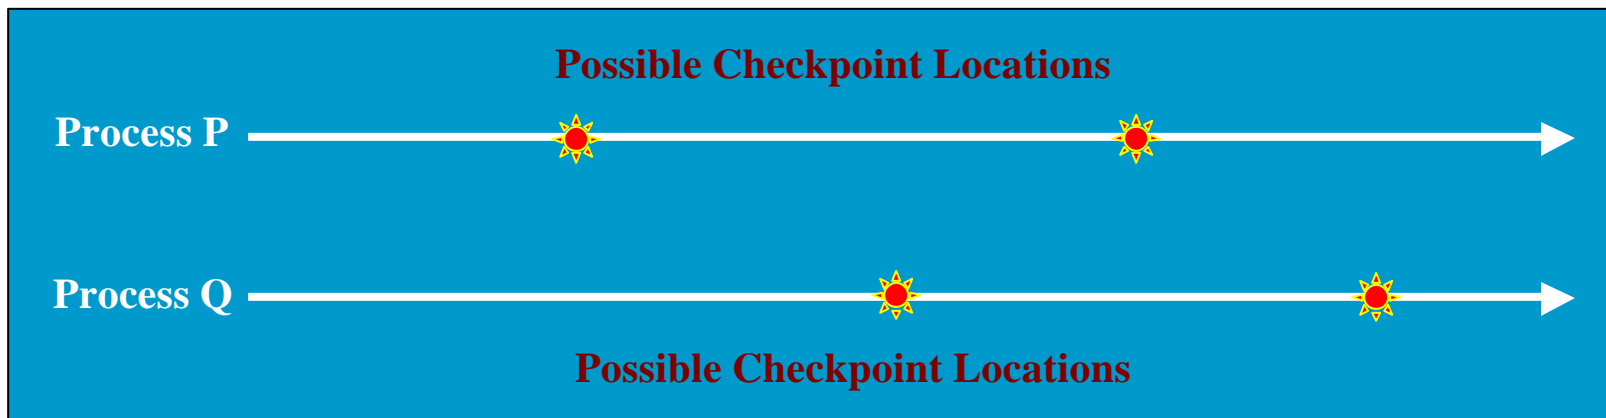 Possible Checkpoint Locations
Process P
Process Q
Possible Checkpoint Locations